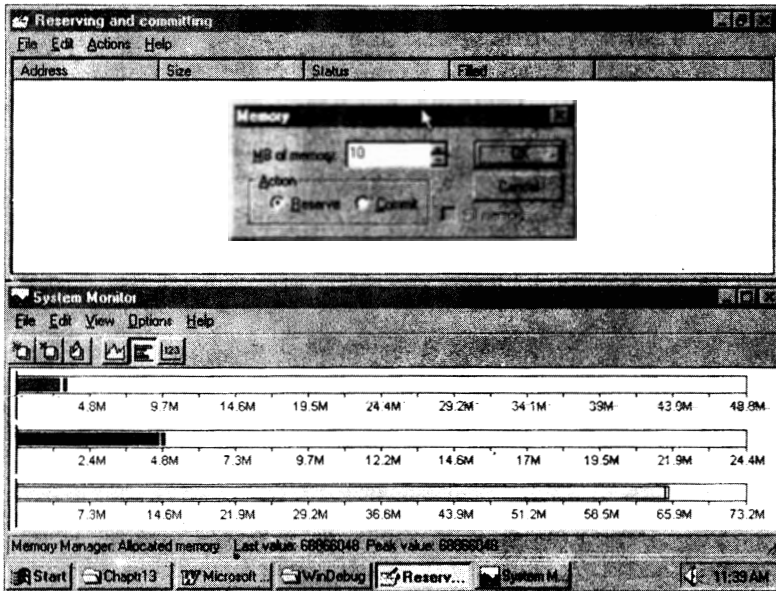 Reserving and committing
File Edit Actions Help
Address Size Status Filled
Memory
MB of memory: 10 OK
Action Cancel
Reserve Commit memory
System Monitor
File Edit View Options Help
123
4.8M 9.7M 14.6M 19.5M 24.4M 29.2M 34.1M 39M 43.9M 48.8M
2.4M 4.8M 7.3M 9.7M 12.2M 14.6M 17M 19.5M 21.9M 24.4M
7.3M 14.6M 21.9M 29.2M 36.6M 43.9M 51.2M 58.5M 65.9M 73.2M
Memory Manager: Allocated memory Last value: 68866048 Peak value: 68866048
Start Chaptr13 Microsoft ... WinDebug Reserv... System M... 11:39 AM